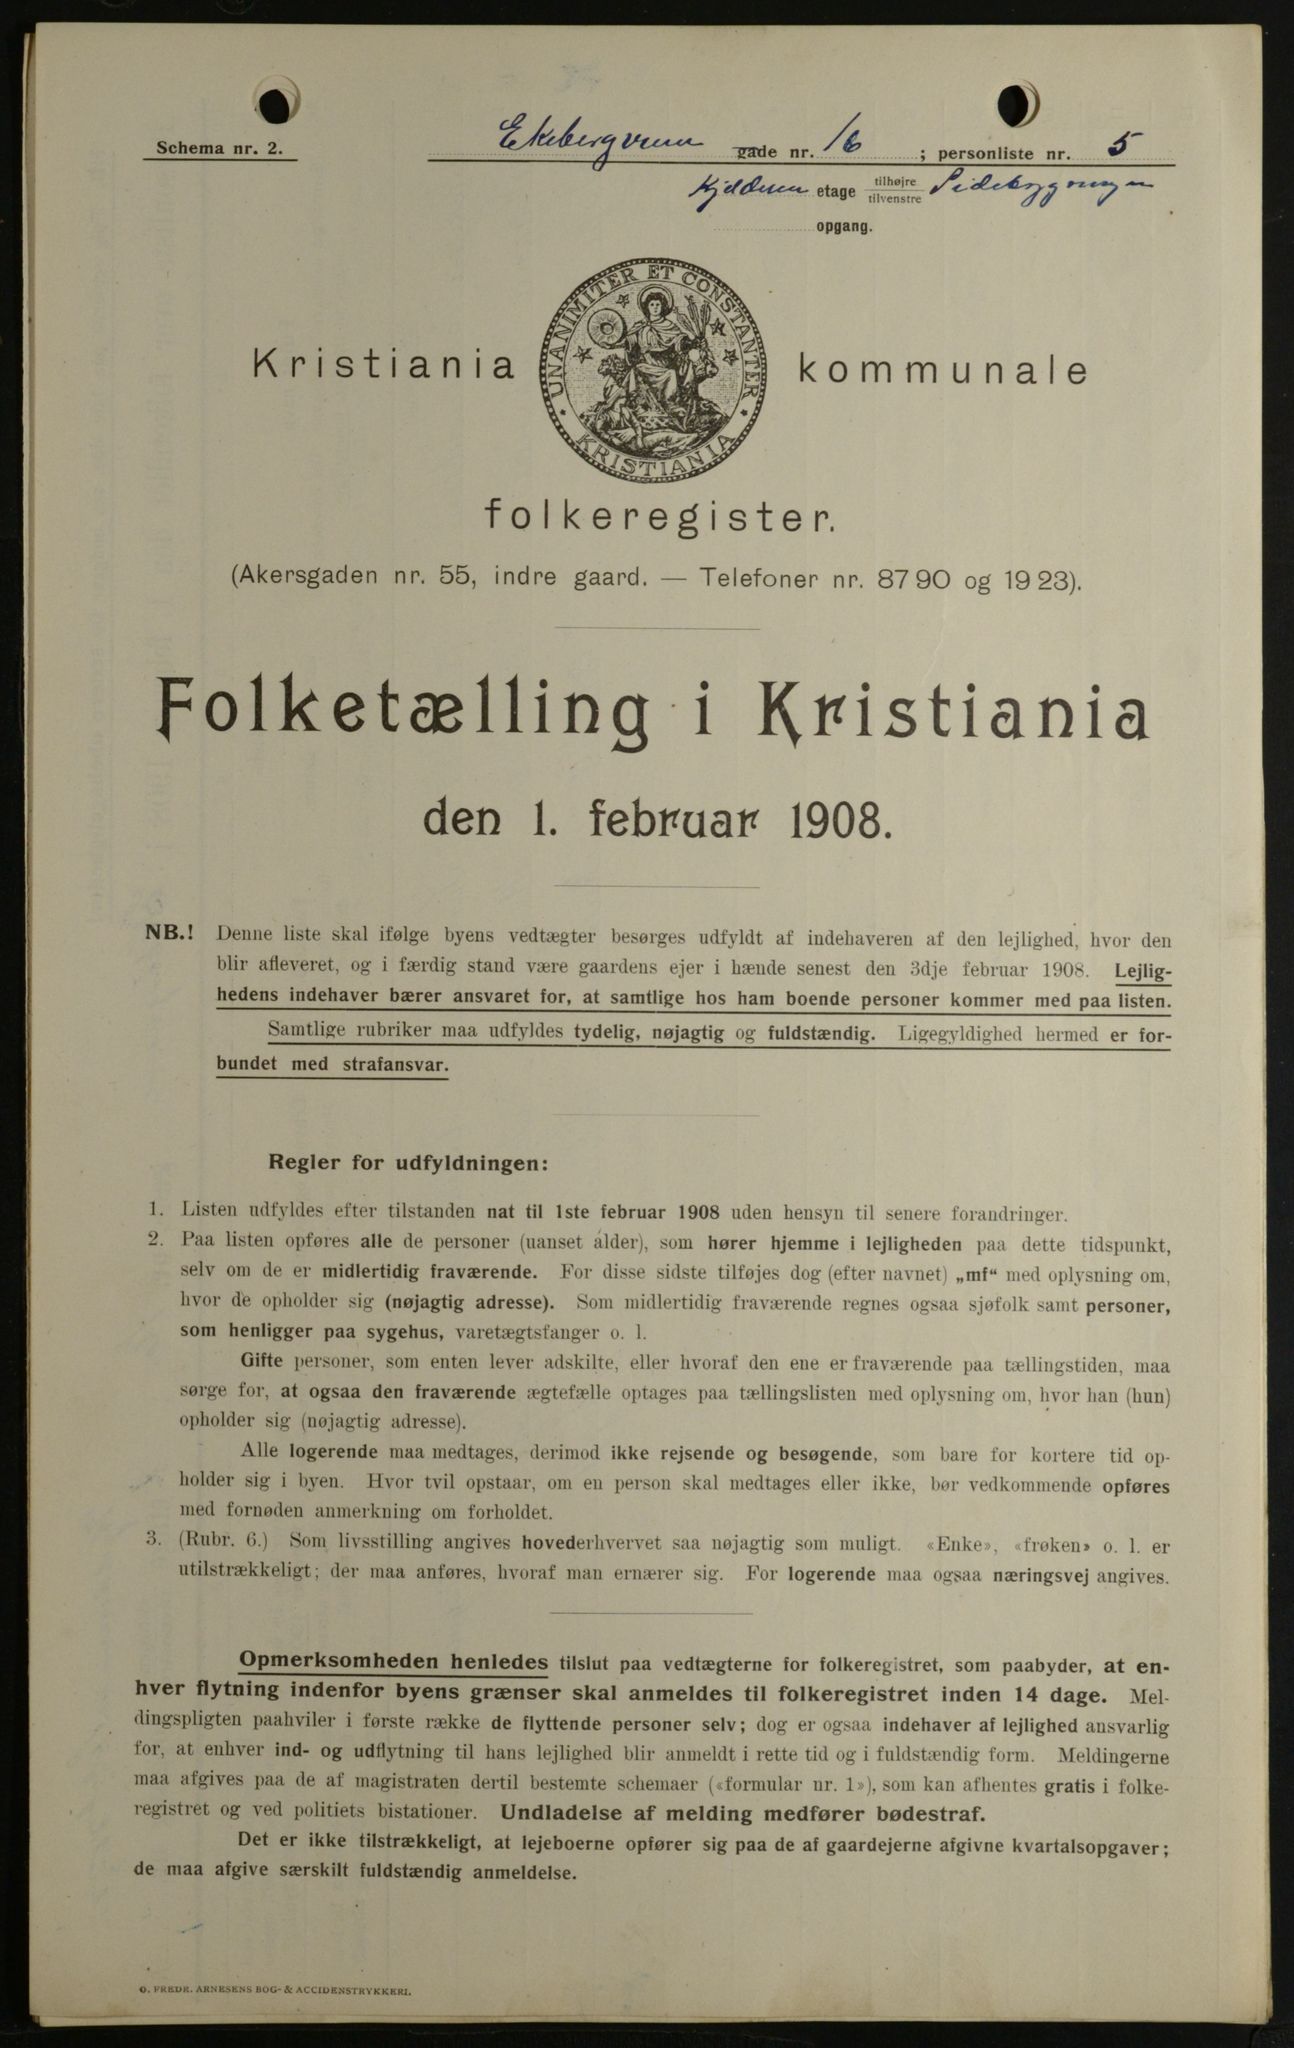 Schema nr. 2.
Ekebergveien gade nr. 16 ; personliste nr. 5
Kjelderen etage tilhøjre Sidebygningen
tilvenstre
opgang.
UNANIMITER ET CONSTANTER
KRISTIANIA
Kristiania kommunale
folkeregister.
(Akersgaden nr. 55, indre gaard. — Telefoner nr. 87 90 og 19 23).
Folketælling i Kristiania
den 1. februar 1908.
NB.! Denne liste skal ifølge byens vedtægter besørges udfyldt af indehaveren af den lejlighed, hvor den
blir afleveret, og i færdig stand være gaardens ejer i hænde senest den 3dje februar 1908. Lejlig-
hedens indehaver bærer ansvaret for, at samtlige hos ham boende personer kommer med paa listen.
Samtlige rubriker maa udfyldes tydelig, nøjagtig og fuldstændig. Ligegyldighed hermed er for-
bundet med strafansvar.
Regler for udfyldningen:
1. Listen udfyldes efter tilstanden nat til 1ste februar 1908 uden hensyn til senere forandringer.
2. Paa listen opføres alle de personer (uanset alder), som hører hjemme i lejligheden paa dette tidspunkt,
selv om de er midlertidig fraværende. For disse sidste tilføjes dog (efter navnet) „mf“ med oplysning om,
hvor de opholder sig (nøjagtig adresse). Som midlertidig fraværende regnes ogsaa sjøfolk samt personer,
som henligger paa sygehus, varetægtsfanger o. l.
Gifte personer, som enten lever adskilte, eller hvoraf den ene er fraværende paa tællingstiden, maa
sørge for, at ogsaa den fraværende ægtefælle optages paa tællingslisten med oplysning om, hvor han (hun)
opholder sig (nøjagtig adresse).
Alle logerende maa medtages, derimod ikke rejsende og besøgende, som bare for kortere tid op-
holder sig i byen. Hvor tvil opstaar, om en person skal medtages eller ikke, bør vedkommende opføres
med fornøden anmerkning om forholdet.
3. (Rubr. 6.) Som livsstilling angives hovederhvervet saa nøjagtig som muligt. «Enke», «frøken» o. l. er
utilstrækkeligt; der maa anføres, hvoraf man ernærer sig. For logerende maa ogsaa næringsvej angives.
Opmerksomheden henledes tilslut paa vedtægterne for folkeregistret, som paabyder, at en-
hver flytning indenfor byens grænser skal anmeldes til folkeregistret inden 14 dage. Mel-
dingspligten paahviler i første række de flyttende personer selv; dog er ogsaa indehaver af lejlighed ansvarlig
for, at enhver ind- og udflytning til hans lejlighed blir anmeldt i rette tid og i fuldstændig form. Meldingerne
maa afgives paa de af magistraten dertil bestemte schemaer («formular nr. 1»), som kan afhentes gratis i folke-
registret og ved politiets bistationer. Undladelse af melding medfører bødestraf.
Det er ikke tilstrækkeligt, at lejeboerne opfører sig paa de af gaardejerne afgivne kvartalsopgaver;
de maa afgive særskilt fuldstændig anmeldelse.
O. FREDR. ARNESENS BOG- & ACCIDENSTRYKKERI.